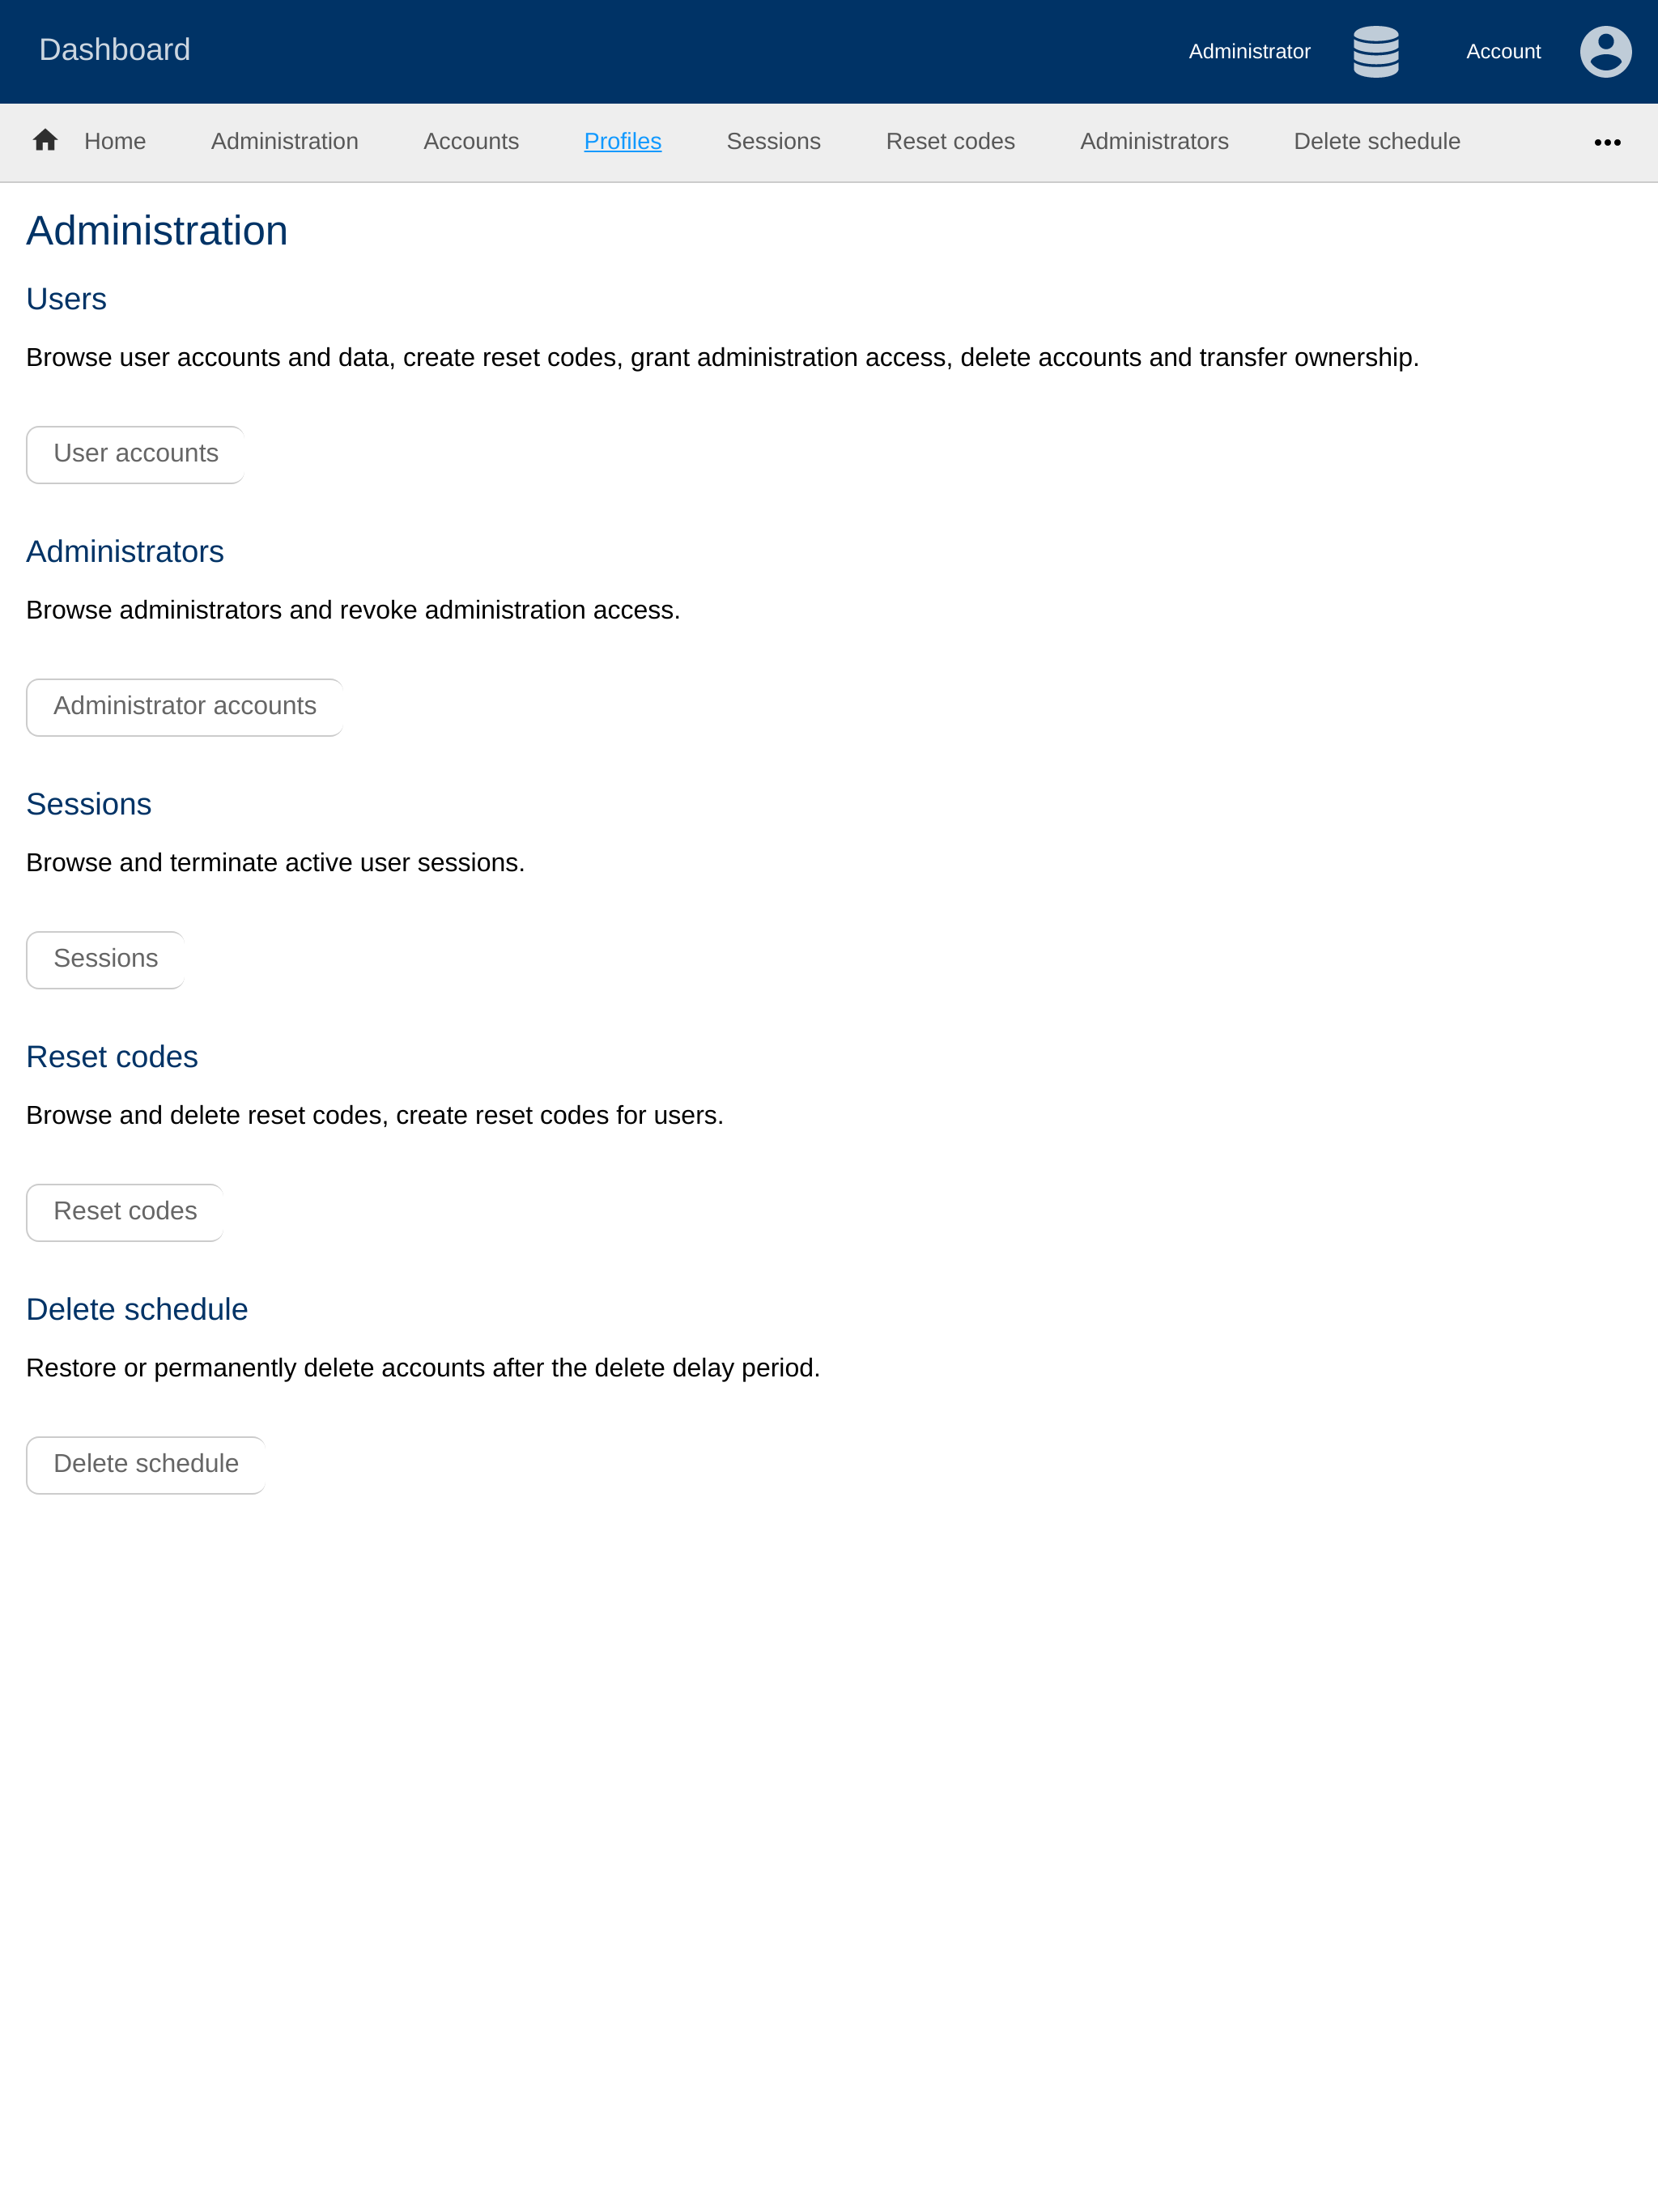 Dashboard
Administrator
Account
Home Administration Accounts Profiles Sessions Reset codes Administrators Delete schedule
Administration
Users
Browse user accounts and data, create reset codes, grant administration access, delete accounts and transfer ownership.
User accounts
Administrators
Browse administrators and revoke administration access.
Administrator accounts
Sessions
Browse and terminate active user sessions.
Sessions
Reset codes
Browse and delete reset codes, create reset codes for users.
Reset codes
Delete schedule
Restore or permanently delete accounts after the delete delay period.
Delete schedule